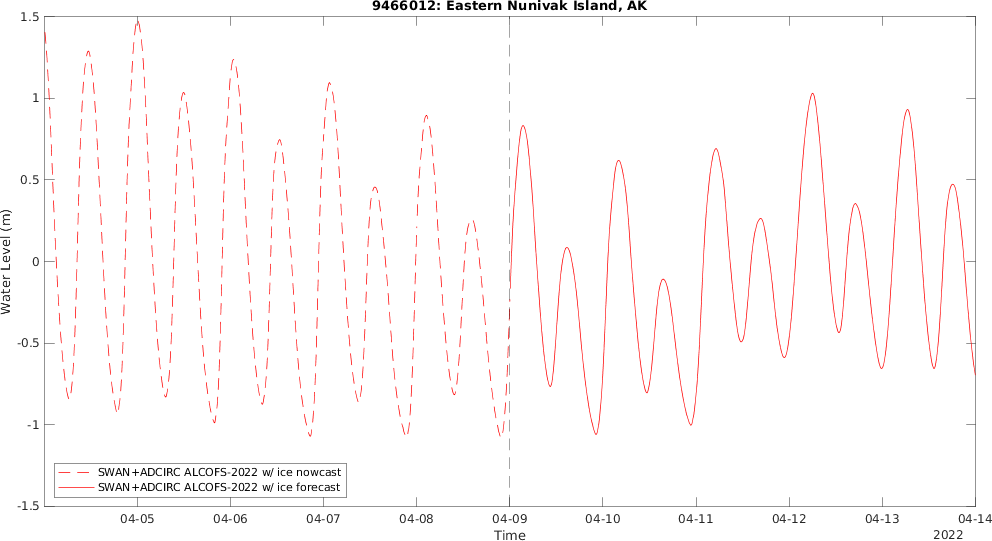 9466012: Eastern Nunivak Island, AK
1.5
1
0.5
0
-0.5
-1
-1.5
Water Level (m)
SWAN+ADCIRC ALCOFS-2022 w/ ice nowcast
SWAN+ADCIRC ALCOFS-2022 w/ ice forecast
04-05 04-06 04-07 04-08 04-09 04-10 04-11 04-12 04-13 04-14
Time
2022